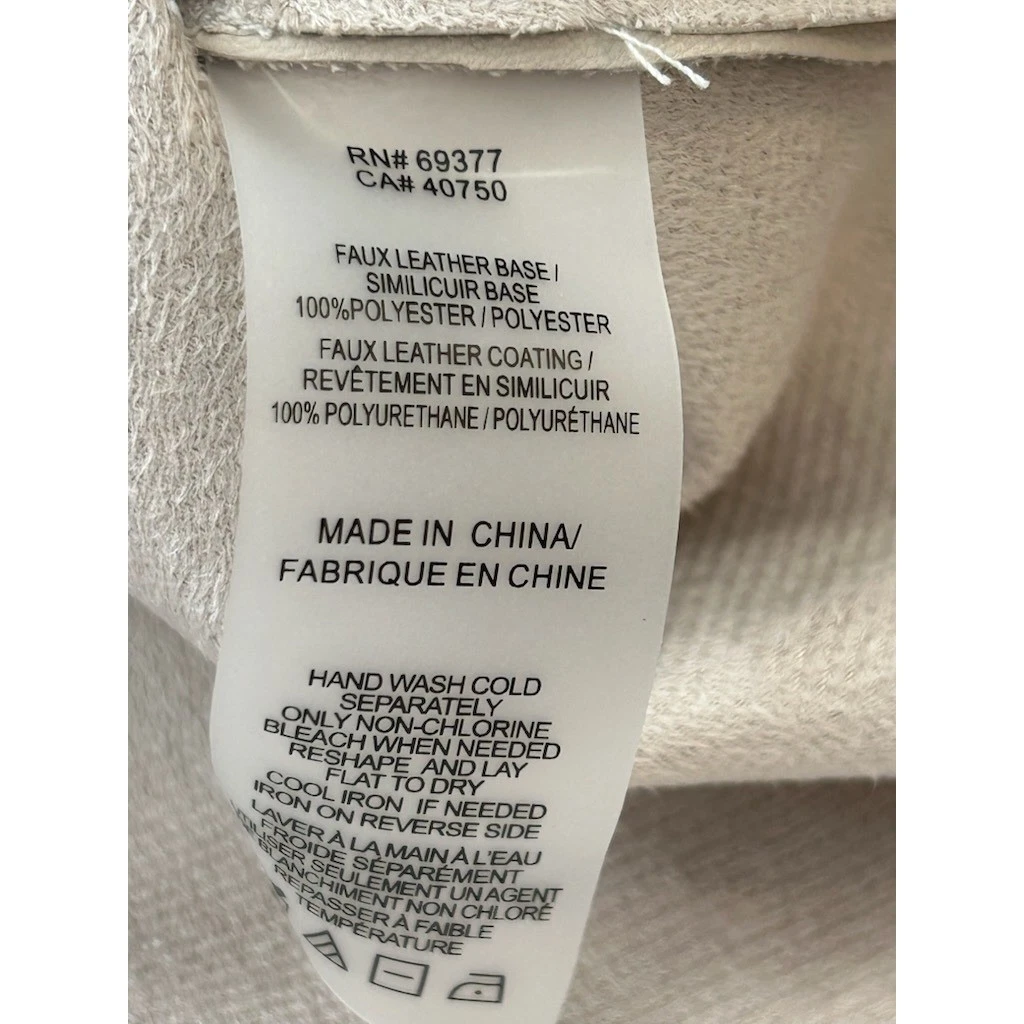 RN# 69377
CA# 40750
FAUX LEATHER BASE /
SIMILICUIR BASE
100%POLYESTER / POLYESTER
FAUX LEATHER COATING /
REVÊTEMENT EN SIMILICUIR
100% POLYURETHANE / POLYURÉTHANE
MADE IN CHINA/
FABRIQUE EN CHINE
HAND WASH COLD
SEPARATELY
ONLY NON-CHLORINE
BLEACH WHEN NEEDED
RESHAPE AND LAY
FLAT TO DRY
COOL IRON IF NEEDED
IRON ON REVERSE SIDE
LAVER À LA MAIN À L'EAU
FROIDE SÉPARÉMENT
UTILISER SEULEMENT UN AGENT
BLANCHIMENT NON CHLORÉ
REPASSER À FAIBLE
TEMPÉRATURE